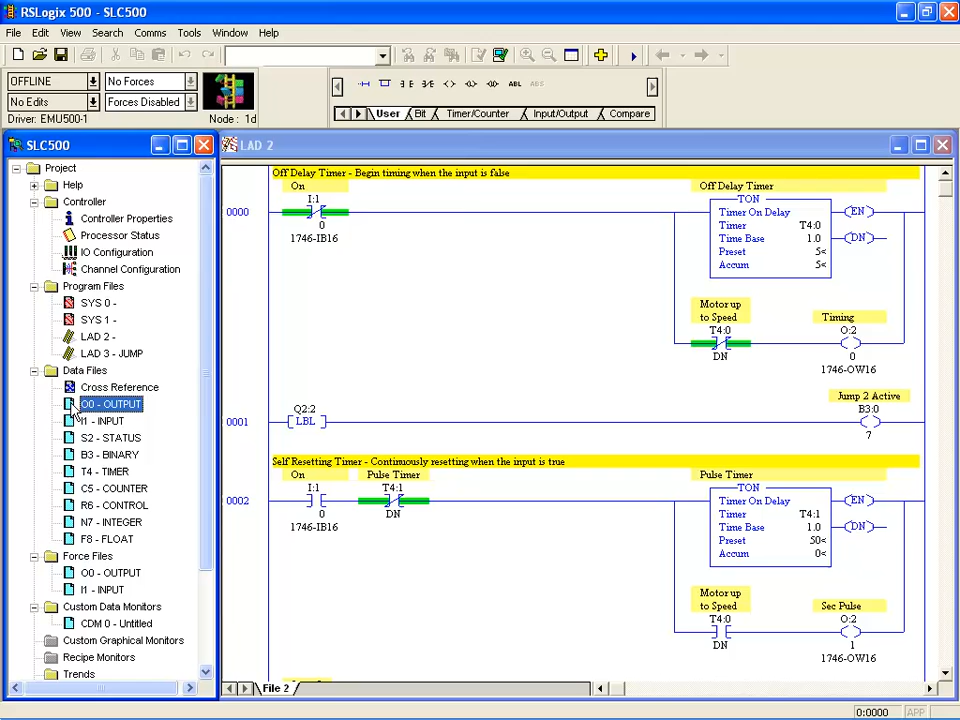 RSLogix 500 - SLC500
File Edit View Search Comms Tools Window Help
OFFLINE No Forces
No Edits Forces Disabled
Driver: EMU500-1 Node : 1d
ABL ABS
User Bit Timer/Counter Input/Output Compare
SLC500
Project
Help
Controller
Controller Properties
Processor Status
IO Configuration
Channel Configuration
Program Files
SYS 0 -
SYS 1 -
LAD 2 -
LAD 3 - JUMP
Data Files
Cross Reference
O0 - OUTPUT
I1 - INPUT
S2 - STATUS
B3 - BINARY
T4 - TIMER
C5 - COUNTER
R6 - CONTROL
N7 - INTEGER
F8 - FLOAT
Force Files
O0 - OUTPUT
I1 - INPUT
Custom Data Monitors
CDM 0 - Untitled
Custom Graphical Monitors
Recipe Monitors
Trends
LAD 2
Off Delay Timer - Begin timing when the input is false
On
I:1
0000
0
1746-IB16
Off Delay Timer
TON
Timer On Delay
Timer T4:0
Time Base 1.0
Preset 5<
Accum 5<
EN
DN
Motor up
to Speed
T4:0
DN
Timing
O:2
0
1746-OW16
Q2:2
0001
LBL
Jump 2 Active
B3:0
7
Self Resetting Timer - Continuously resetting when the input is true
On
I:1
0002
0
1746-IB16
Pulse Timer
T4:1
DN
Pulse Timer
TON
Timer On Delay
Timer T4:1
Time Base 1.0
Preset 50<
Accum 0<
EN
DN
Motor up
to Speed
T4:0
DN
Sec Pulse
O:2
1
1746-OW16
File 2
0:0000 APP